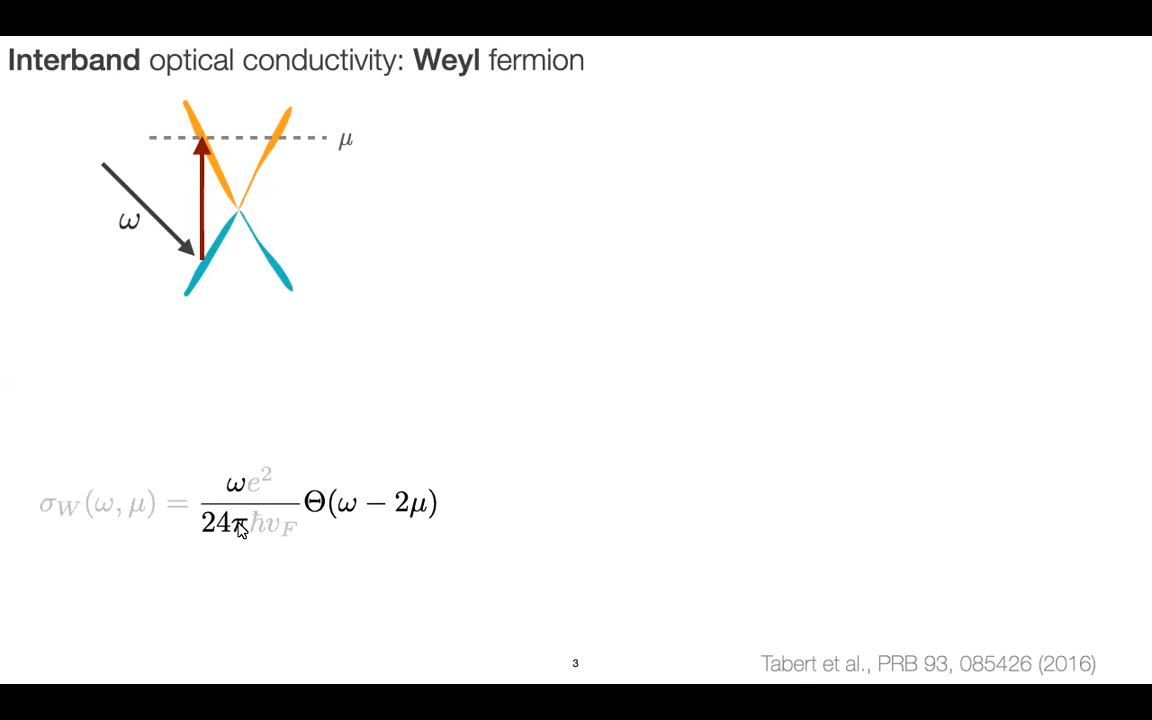 Interband optical conductivity: Weyl fermion
μ
ω
σ_W(ω, μ) = ωe²/24πħv_F Θ(ω − 2μ)
3
Tabert et al., PRB 93, 085426 (2016)